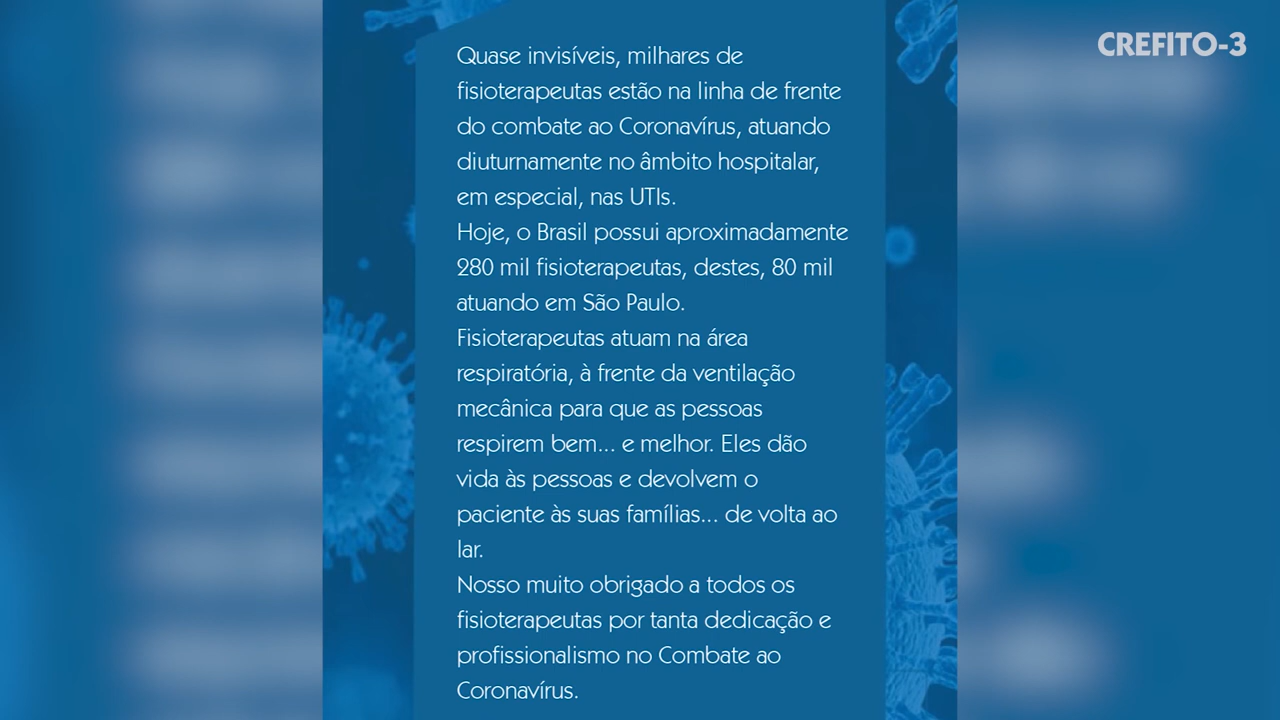 CREFITO-3
Quase invisíveis, milhares de
fisioterapeutas estão na linha de frente
do combate ao Coronavírus, atuando
diuturnamente no âmbito hospitalar,
em especial, nas UTIs.
Hoje, o Brasil possui aproximadamente
280 mil fisioterapeutas, destes, 80 mil
atuando em São Paulo.
Fisioterapeutas atuam na área
respiratória, à frente da ventilação
mecânica para que as pessoas
respirem bem... e melhor. Eles dão
vida às pessoas e devolvem o
paciente às suas famílias... de volta ao
lar.
Nosso muito obrigado a todos os
fisioterapeutas por tanta dedicação e
profissionalismo no Combate ao
Coronavírus.